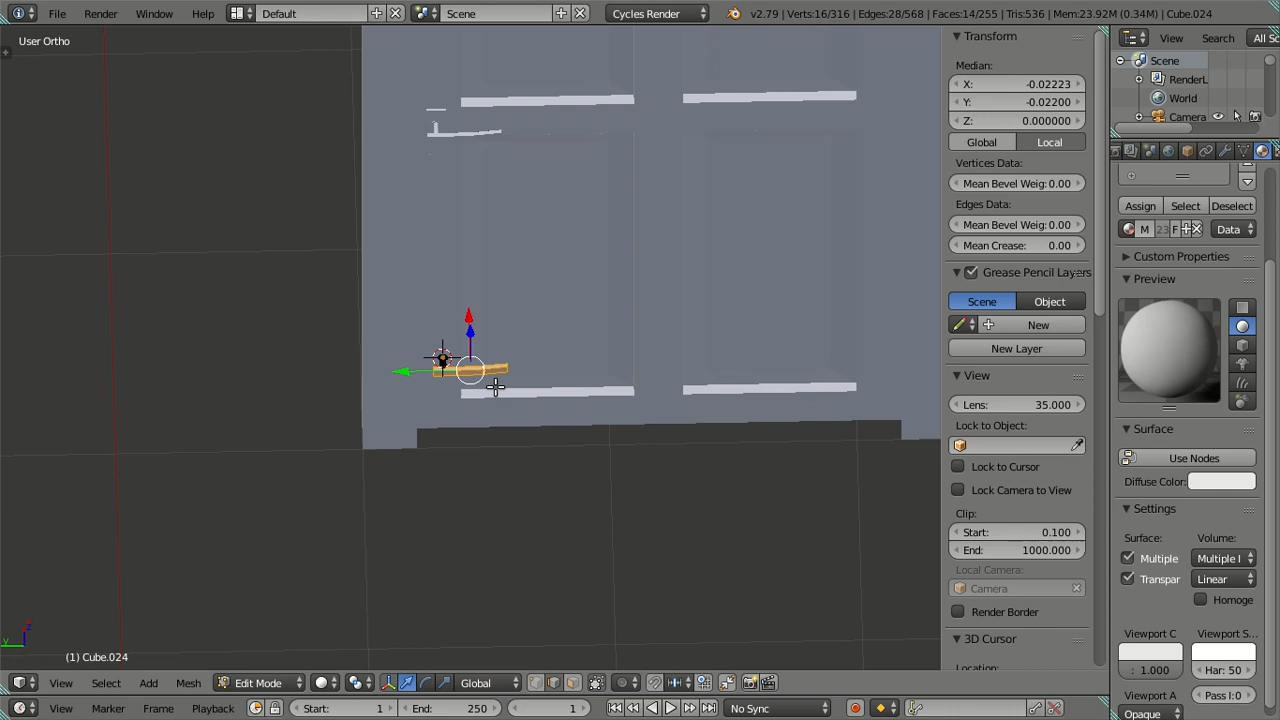 File Render Window Help Default Scene Cycles Render v2.79 | Verts:16/316 | Edges:28/568 | Faces:14/255 | Tris:536 | Mem:23.92M (0.34M) | Cube.024
User Ortho
Transform
Median:
X: -0.02223
Y: -0.02200
Z: 0.000000
Global Local
Vertices Data:
Mean Bevel Weig: 0.00
Edges Data:
Mean Bevel Weig: 0.00
Mean Crease: 0.00
Grease Pencil Layers
Scene Object
New
New Layer
View
Lens: 35.000
Lock to Object:
Lock to Cursor
Lock Camera to View
Clip:
Start: 0.100
End: 1000.000
Local Camera:
Camera
Render Border
3D Cursor
Location:
View Search All Sc
Scene
RenderL
World
Camera
Assign Select Deselect
M 23 F Data
Custom Properties
Preview
Surface
Use Nodes
Diffuse Color:
Settings
Surface: Volume:
Multiple Multiple I
Transpar Linear
Homoge
Viewport C Viewport S...
: 1.000 Har: 50
Viewport A Pass I:0
Opaque
y z
(1) Cube.024
View Select Add Mesh Edit Mode Global
View Marker Frame Playback Start: 1 End: 250 1 No Sync